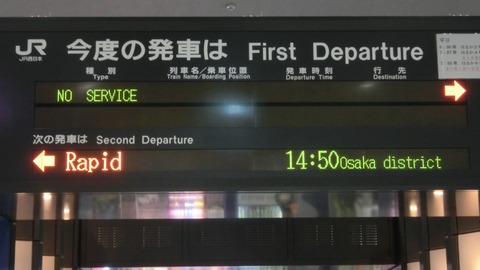 JR 今度の発車は First Departure
JR西日本
種別 列車名/乗車位置 発車時刻 行先
Type Train Name/Boarding Position Departure Time Destination
NO SERVICE
次の発車は Second Departure
Rapid 14:50 Osaka district